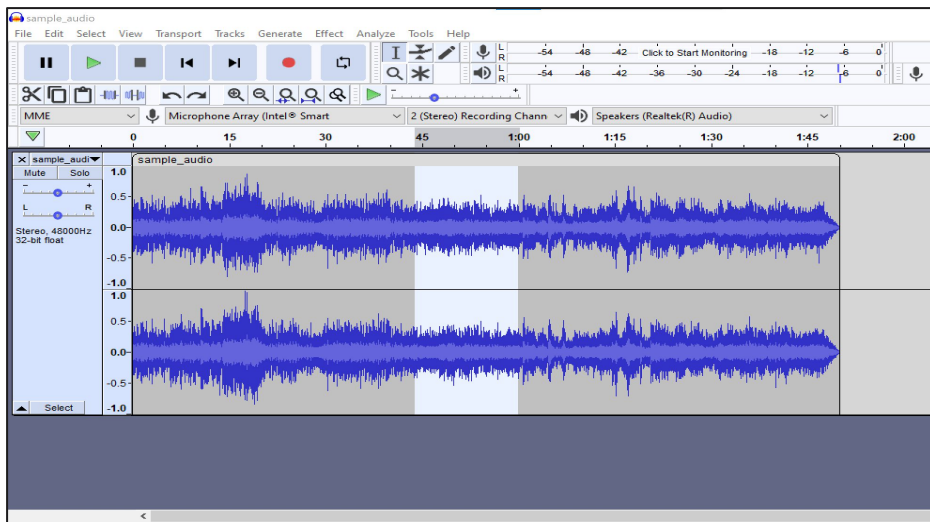 sample_audio
File Edit Select View Transport Tracks Generate Effect Analyze Tools Help
L
R
-54 -48 -42 Click to Start Monitoring -18 -12 -6 0
L
R
-54 -48 -42 -36 -30 -24 -18 -12 -6 0
- +
MME Microphone Array (Intel® Smart 2 (Stereo) Recording Chann Speakers (Realtek(R) Audio)
0 15 30 45 1:00 1:15 1:30 1:45 2:00
× sample_audi sample_audio
Mute Solo
- +
L R
Stereo, 48000Hz
32-bit float
1.0
0.5-
0.0-
-0.5-
-1.0
1.0
0.5-
0.0-
-0.5-
-1.0
Select